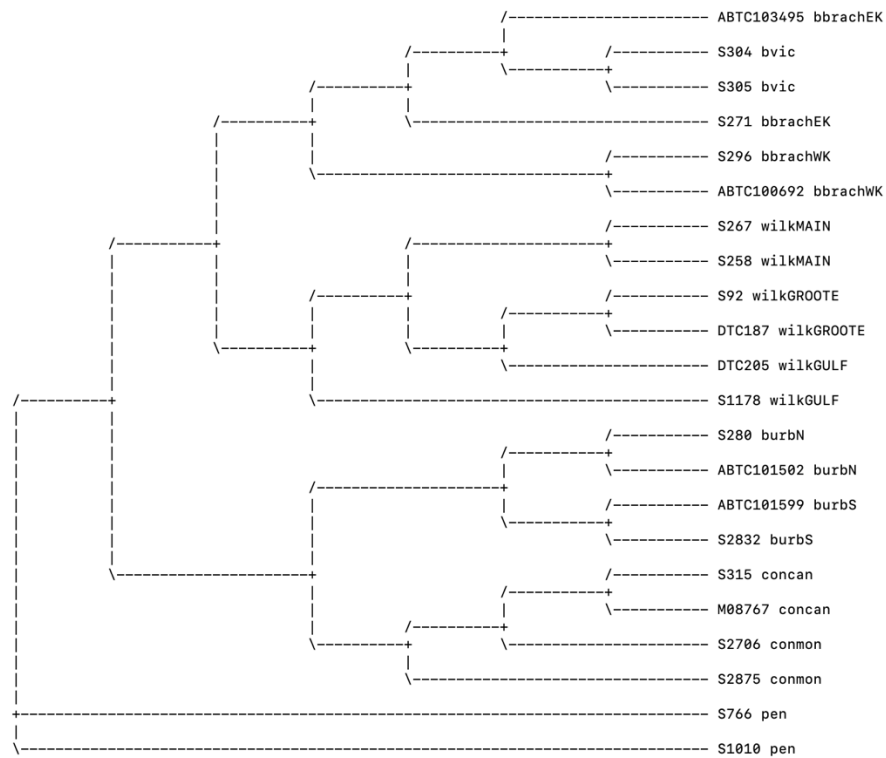 ABTC103495 bbrachEK
S304 bvic
S305 bvic
S271 bbrachEK
S296 bbrachWK
ABTC100692 bbrachWK
S267 wilkMAIN
S258 wilkMAIN
S92 wilkGROOTE
DTC187 wilkGROOTE
DTC205 wilkGULF
S1178 wilkGULF
S280 burbN
ABTC101502 burbN
ABTC101599 burbS
S2832 burbS
S315 concan
M08767 concan
S2706 conmon
S2875 conmon
S766 pen
S1010 pen